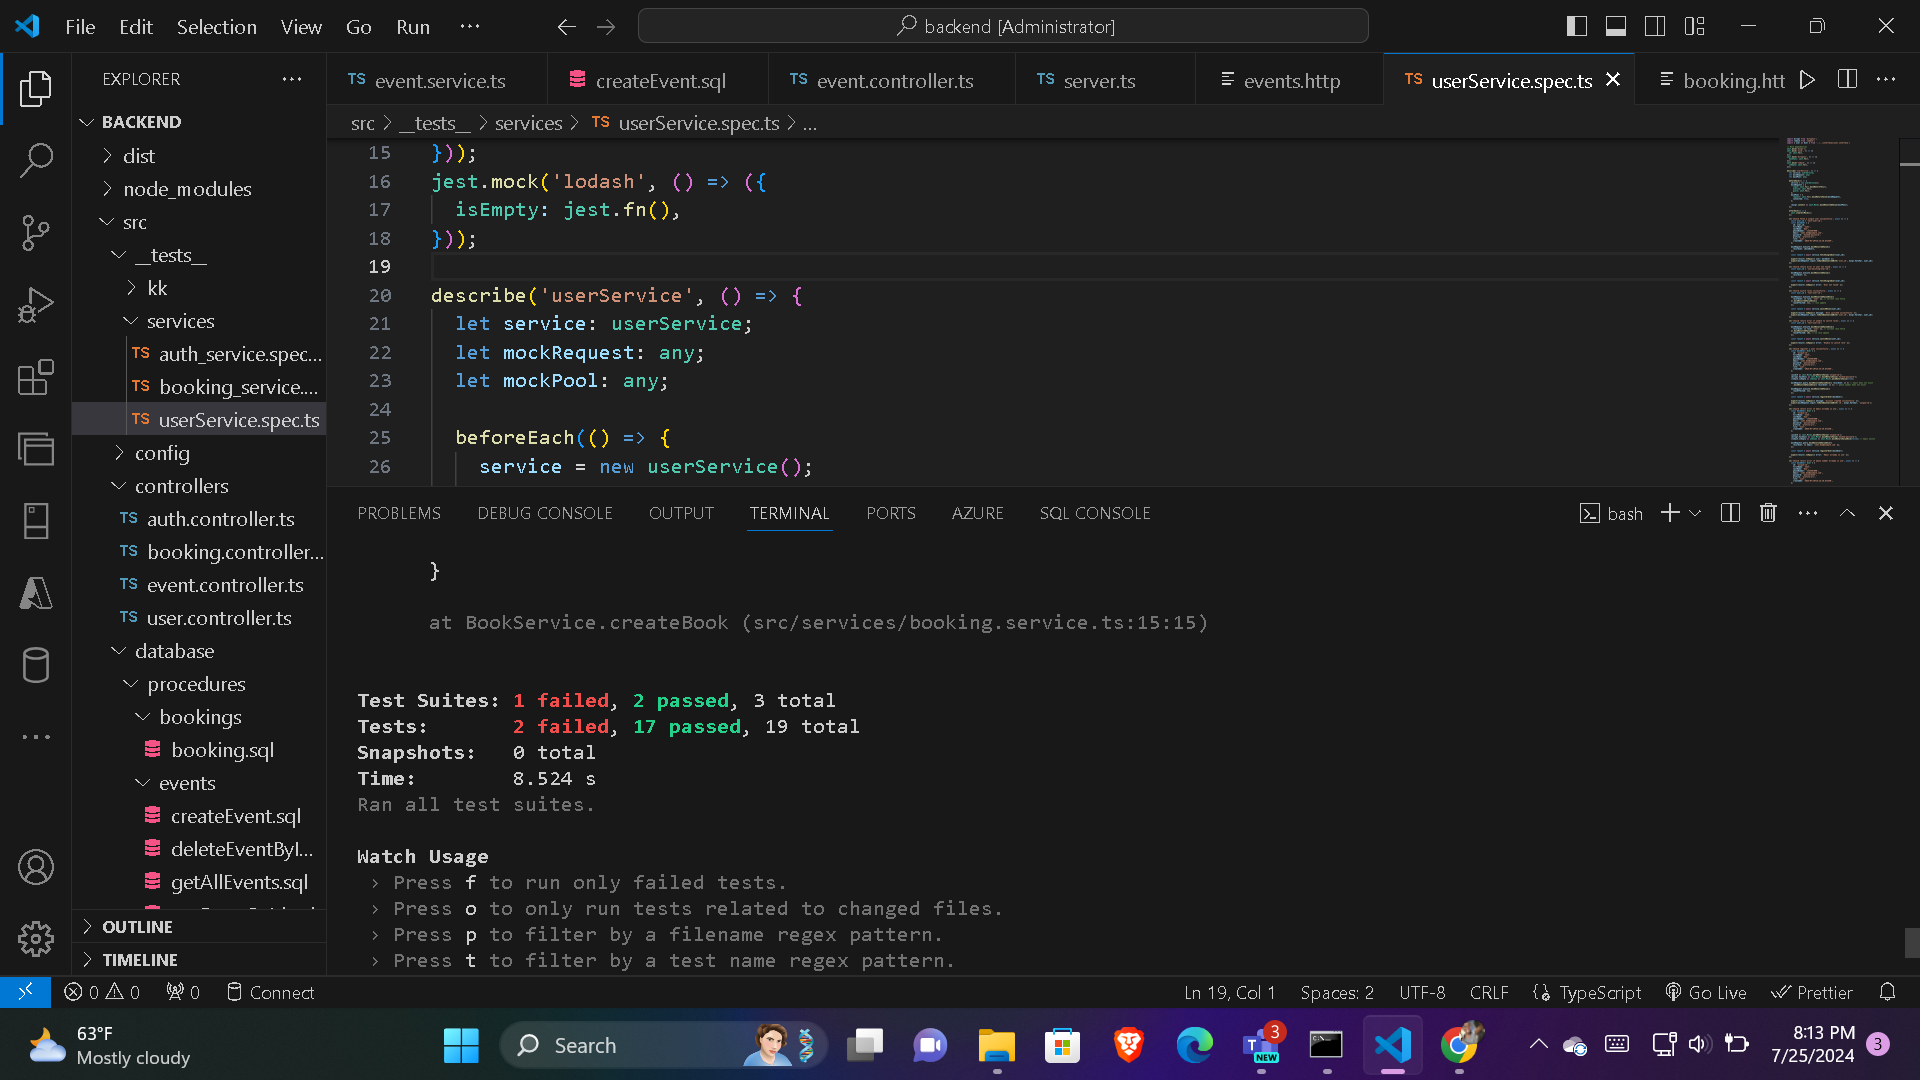 File Edit Selection View Go Run ···
backend [Administrator]
EXPLORER ···
BACKEND
dist
node_modules
src
__tests__
kk
services
TS auth_service.spec...
TS booking_service....
TS userService.spec.ts
config
controllers
TS auth.controller.ts
TS booking.controller...
TS event.controller.ts
TS user.controller.ts
database
procedures
bookings
booking.sql
events
createEvent.sql
deleteEventByI...
getAllEvents.sql
OUTLINE
TIMELINE
TS event.service.ts
createEvent.sql
TS event.controller.ts
TS server.ts
events.http
TS userService.spec.ts
booking.htt
src > __tests__ > services > TS userService.spec.ts > ...
15 }));
16 jest.mock('lodash', () => ({
17 isEmpty: jest.fn(),
18 }));
19
20 describe('userService', () => {
21 let service: userService;
22 let mockRequest: any;
23 let mockPool: any;
24
25 beforeEach(() => {
26 service = new userService();
PROBLEMS DEBUG CONSOLE OUTPUT TERMINAL PORTS AZURE SQL CONSOLE
bash
}
at BookService.createBook (src/services/booking.service.ts:15:15)
Test Suites: 1 failed, 2 passed, 3 total
Tests: 2 failed, 17 passed, 19 total
Snapshots: 0 total
Time: 8.524 s
Ran all test suites.
Watch Usage
› Press f to run only failed tests.
› Press o to only run tests related to changed files.
› Press p to filter by a filename regex pattern.
› Press t to filter by a test name regex pattern.
0 0 0 Connect
Ln 19, Col 1 Spaces: 2 UTF-8 CRLF TypeScript Go Live Prettier
63°F
Mostly cloudy
Search
3
NEW
8:13 PM
7/25/2024
3